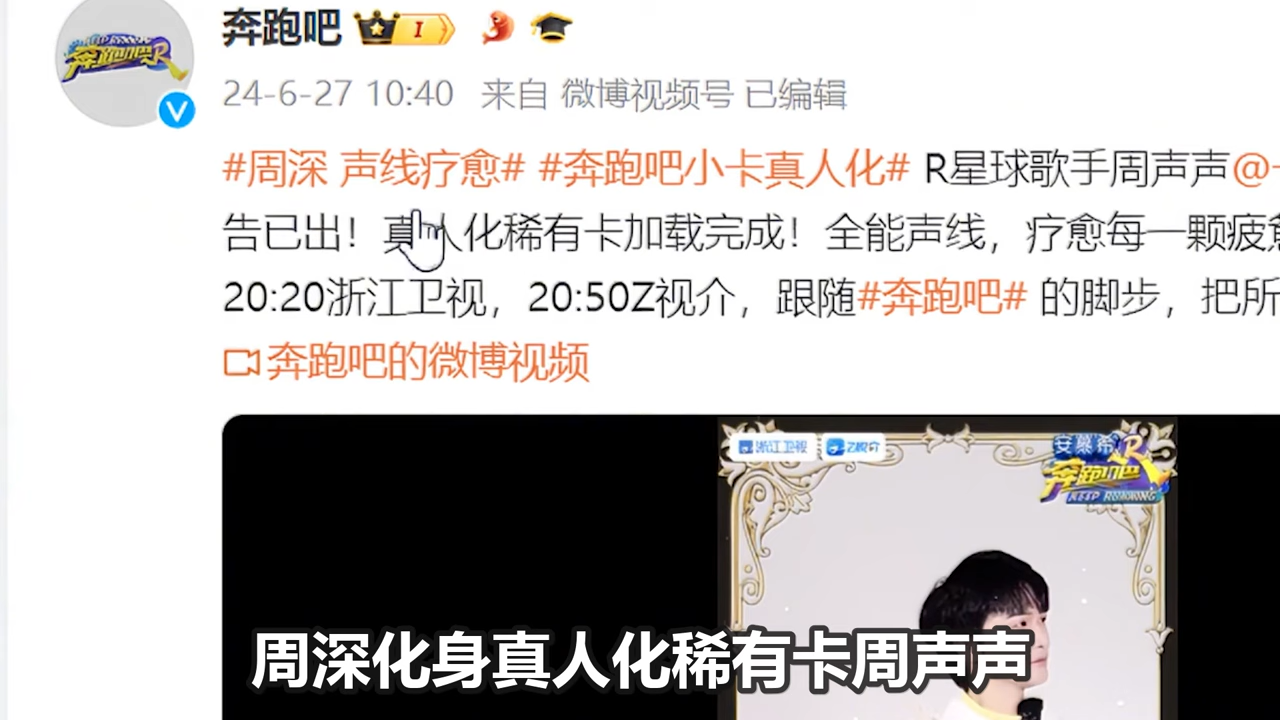 奔跑吧 I
24-6-27 10:40 来自 微博视频号 已编辑
#周深 声线疗愈# #奔跑吧小卡真人化# R星球歌手周声声@
告已出！真人化稀有卡加载完成！全能声线，疗愈每一颗疲惫
20:20浙江卫视，20:50Z视介，跟随#奔跑吧# 的脚步，把所
奔跑吧的微博视频
浙江卫视 Z视介 安慕希
奔跑吧
KEEP RUNNING
周深化身真人化稀有卡周声声